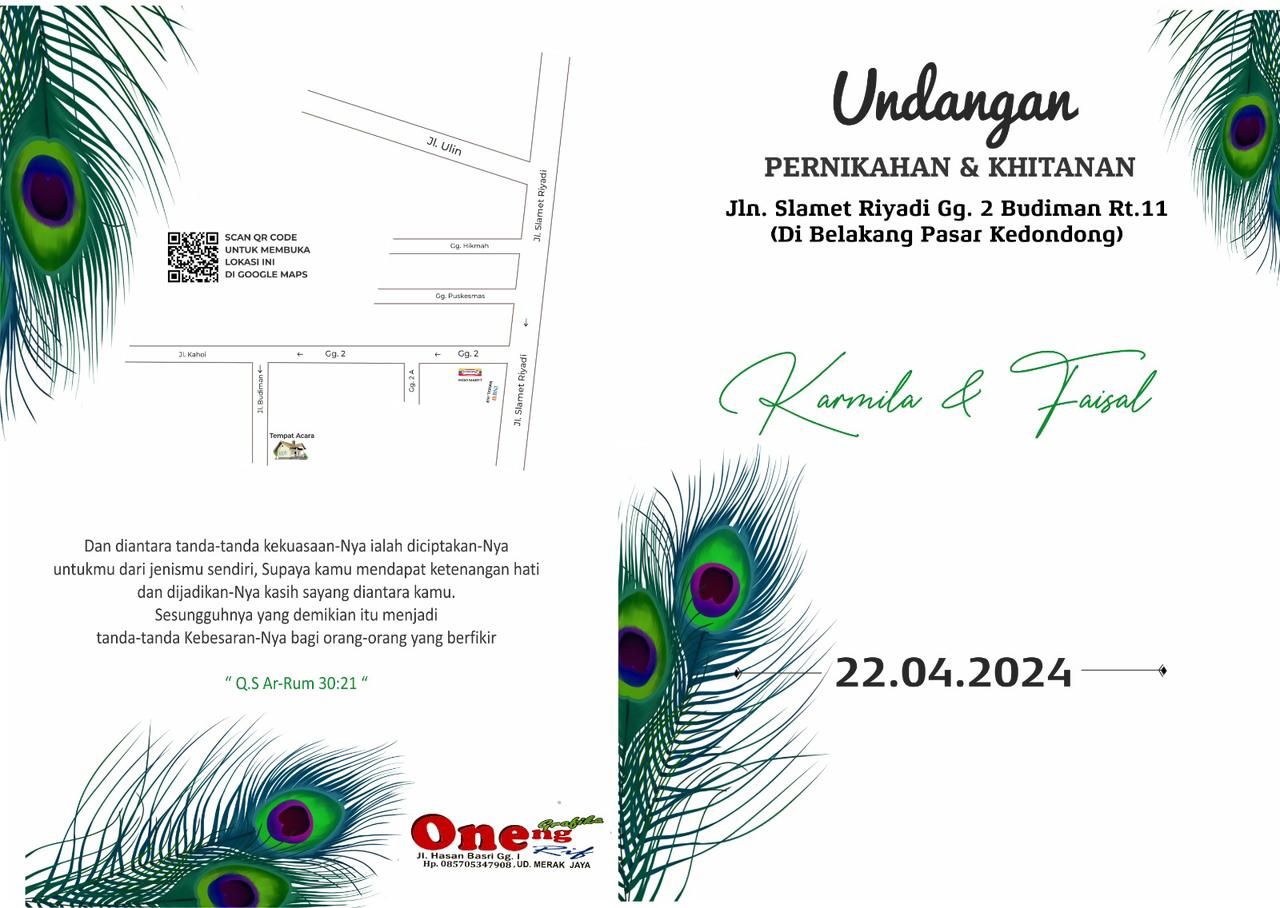 Jl. Ulin
Jl. Slamet Riyadi
SCAN QR CODE
UNTUK MEMBUKA
LOKASI INI
DI GOOGLE MAPS
Gg. Hikmah
Gg. Puskesmas
Jl. Kahoi
← Gg. 2
← Gg. 2
Jl. Budiman
Gg. 2 A
Jl. Slamet Riyadi
Tempat Acara
Dan diantara tanda-tanda kekuasaan-Nya ialah diciptakan-Nya
untukmu dari jenismu sendiri, Supaya kamu mendapat ketenangan hati
dan dijadikan-Nya kasih sayang diantara kamu.
Sesungguhnya yang demikian itu menjadi
tanda-tanda Kebesaran-Nya bagi orang-orang yang berfikir
“ Q.S Ar-Rum 30:21 “
Oneng Grafika
Rif
Jl. Hasan Basri Gg. I
Hp. 085705347908 , UD. MERAK JAYA
Undangan
PERNIKAHAN & KHITANAN
Jln. Slamet Riyadi Gg. 2 Budiman Rt.11
(Di Belakang Pasar Kedondong)
Karmila & Faisal
22.04.2024